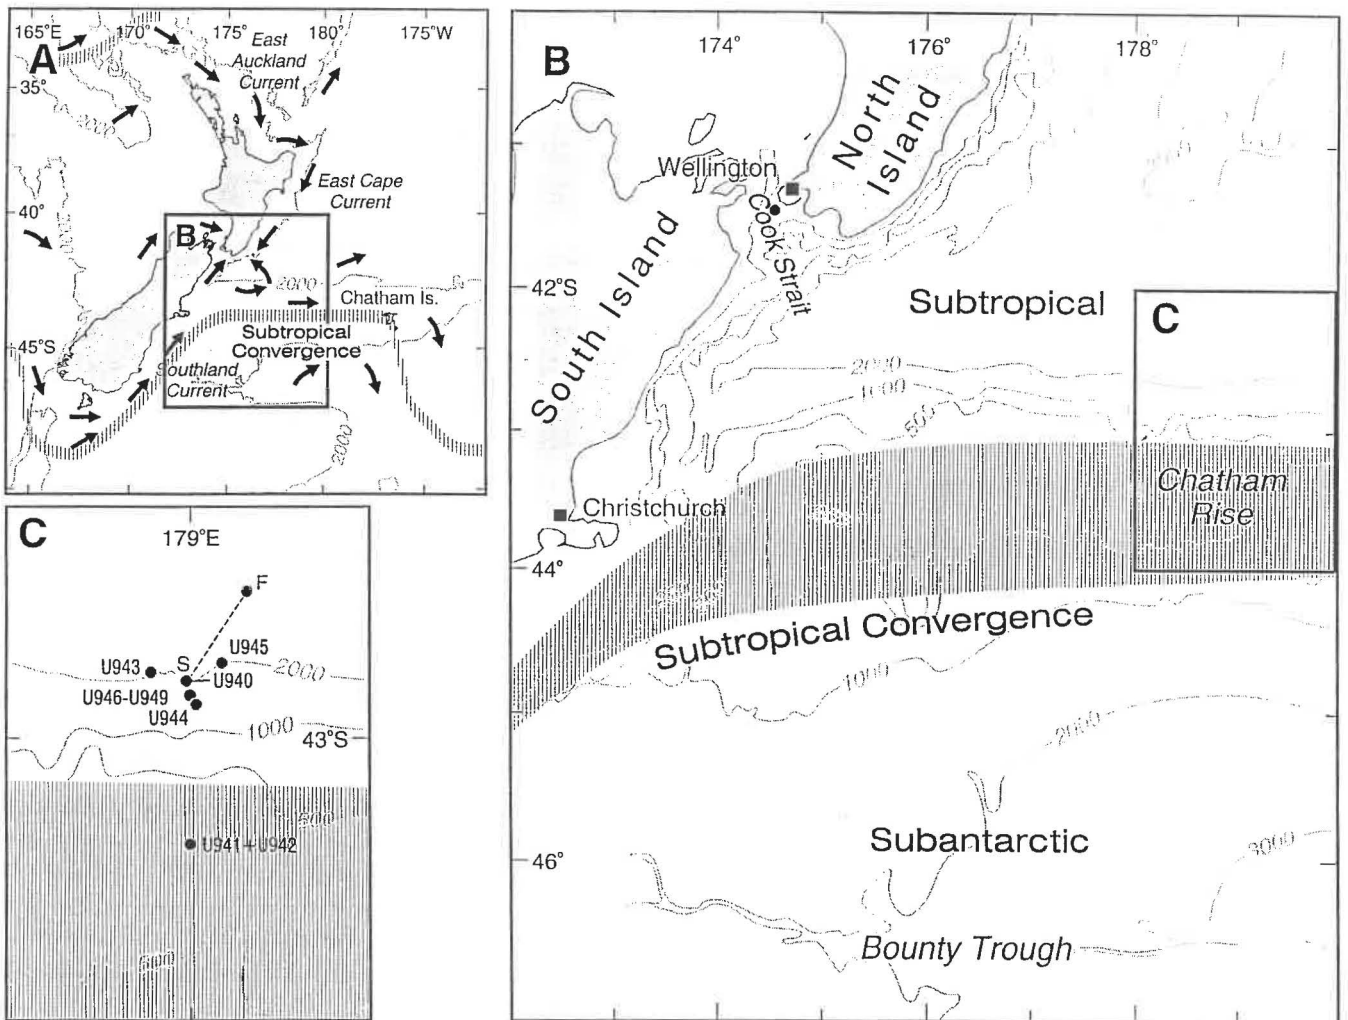 165°E
170°
175°
180°
175°W
A
East
Auckland
Current
35°
2000
East Cape
Current
40°
B
2000
Chatham Is.
Subtropical
Convergence
45°S
Southland
Current
2000
B
174°
176°
178°
North
Island
Wellington
Cook Strait
South Island
42°S
Subtropical
C
2000
1000
500
Chatham
Rise
Christchurch
44°
Subtropical Convergence
1000
2000
Subantarctic
46°
3000
Bounty Trough
C
179°E
F
U945
S
U943
2000
U940
U946-U949
U944
1000
43°S
500
U941+U942
500